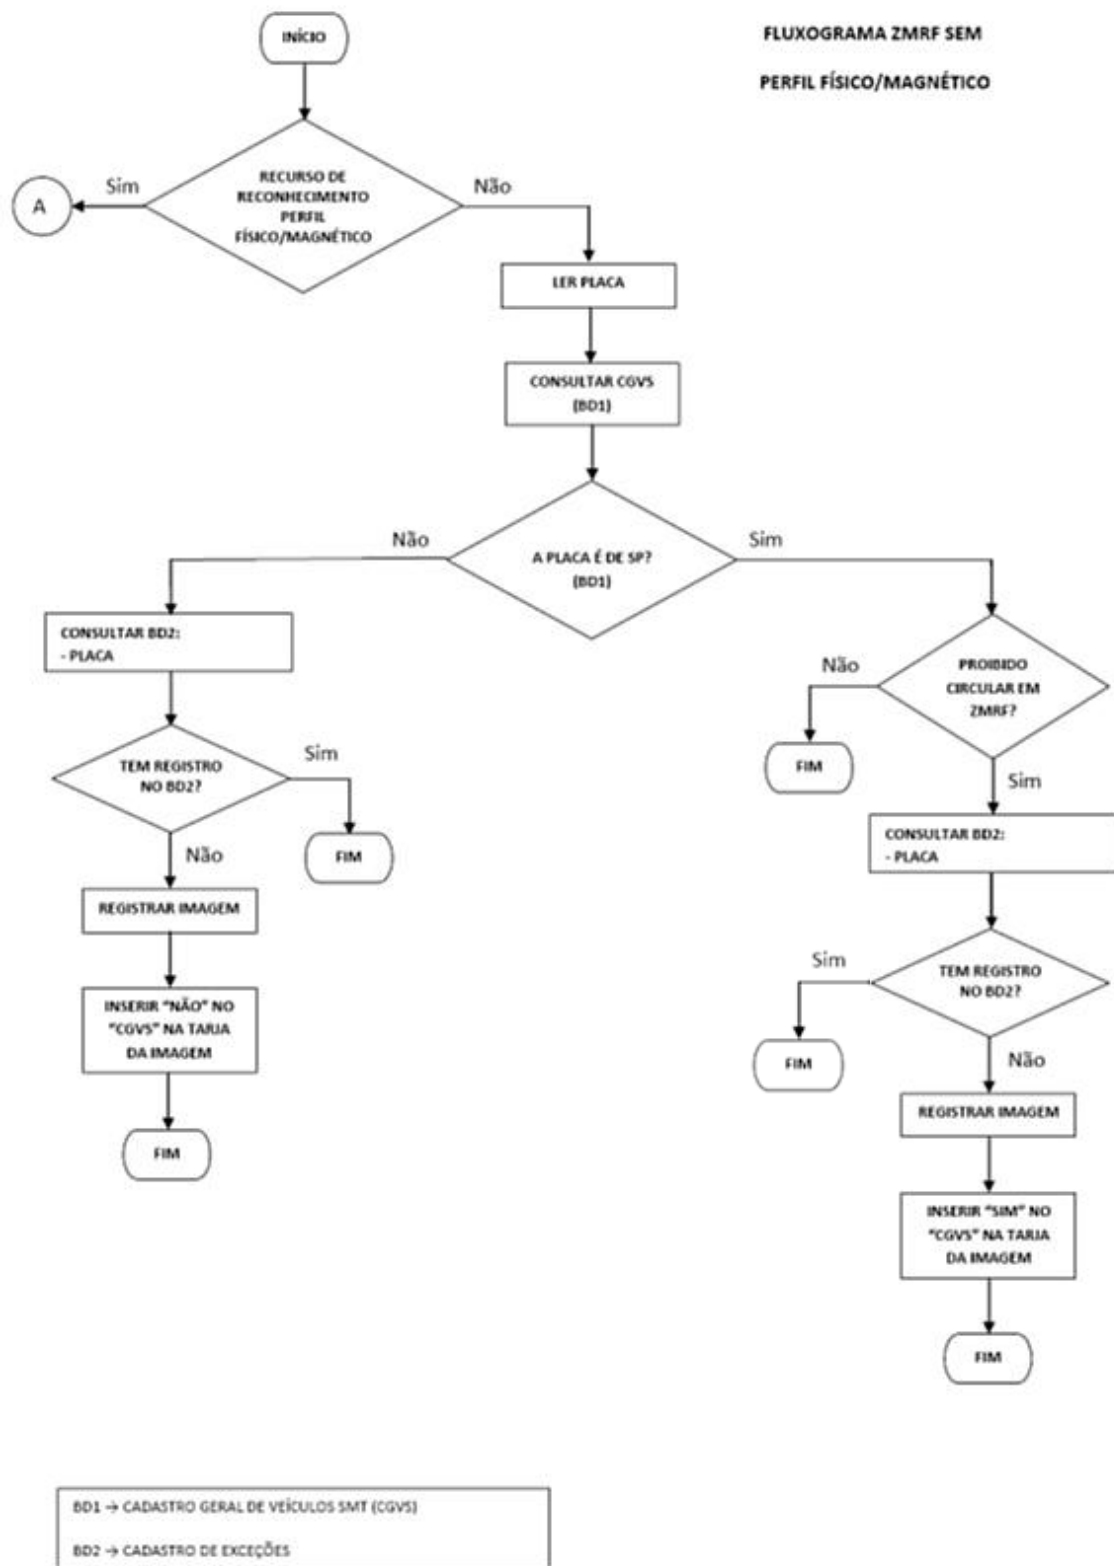 FLUXOGRAMA ZMRF SEM
PERFIL FÍSICO/MAGNÉTICO
INÍCIO
RECURSO DE
RECONHECIMENTO
PERFIL
FÍSICO/MAGNÉTICO
Sim
Não
A
LER PLACA
CONSULTAR CGVS
(BD1)
A PLACA É DE SP?
(BD1)
Não
Sim
CONSULTAR BD2:
- PLACA
TEM REGISTRO
NO BD2?
Sim
FIM
Não
REGISTRAR IMAGEM
INSERIR “NÃO” NO
“CGVS” NA TARJA
DA IMAGEM
FIM
PROIBIDO
CIRCULAR EM
ZMRF?
Não
FIM
Sim
CONSULTAR BD2:
- PLACA
TEM REGISTRO
NO BD2?
Sim
FIM
Não
REGISTRAR IMAGEM
INSERIR “SIM” NO
“CGVS” NA TARJA
DA IMAGEM
FIM
BD1 → CADASTRO GERAL DE VEÍCULOS SMT (CGVS)
BD2 → CADASTRO DE EXCEÇÕES